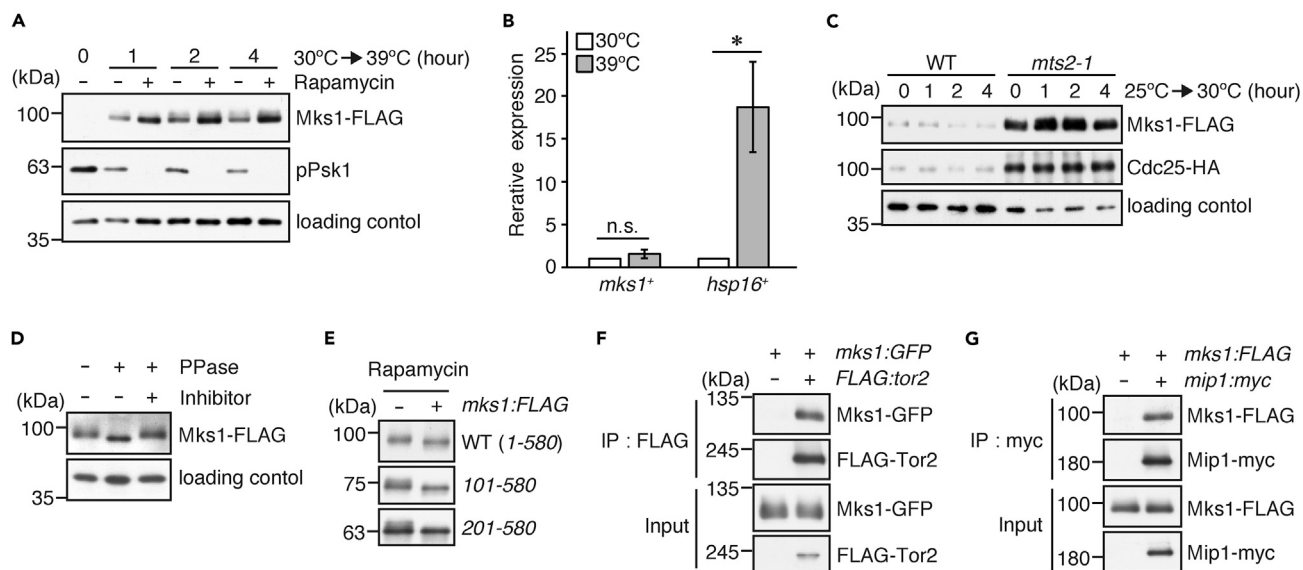 A
0 1 2 4 30ºC→39ºC (hour)
(kDa) − − + − + − + Rapamycin
100 Mks1-FLAG
63 pPsk1
loading contol
35
B
Rerative expression
25
20
15
10
5
0
30ºC
39ºC
*
n.s.
mks1+ hsp16+
C
WT mts2-1
(kDa) 0 1 2 4 0 1 2 4 25ºC→30ºC (hour)
100 Mks1-FLAG
100 Cdc25-HA
loading contol
35
D
− + + PPase
− − + Inhibitor
(kDa)
100 Mks1-FLAG
loading contol
35
E
Rapamycin
(kDa) − + mks1:FLAG
100 WT (1-580)
75 101-580
63 201-580
F
+ + mks1:GFP
(kDa) − + FLAG:tor2
135
IP : FLAG Mks1-GFP
245 FLAG-Tor2
135
Input Mks1-GFP
245 FLAG-Tor2
G
+ + mks1:FLAG
(kDa) − + mip1:myc
IP : myc 100 Mks1-FLAG
180 Mip1-myc
Input 100 Mks1-FLAG
180 Mip1-myc